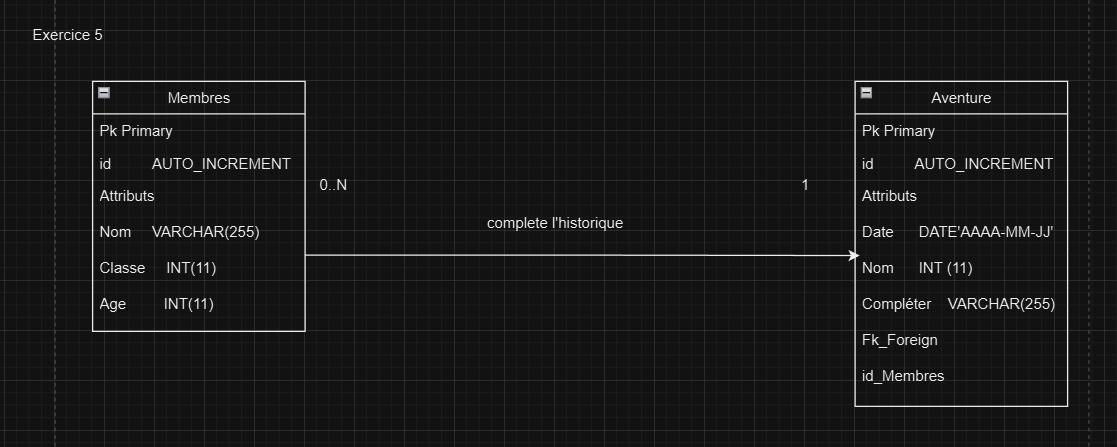 Exercice 5
Membres
Pk Primary
id AUTO_INCREMENT
Attributs
Nom VARCHAR(255)
Classe INT(11)
Age INT(11)
0..N
complete l'historique
1
Aventure
Pk Primary
id AUTO_INCREMENT
Attributs
Date DATE'AAAA-MM-JJ'
Nom INT (11)
Compléter VARCHAR(255)
Fk_Foreign
id_Membres